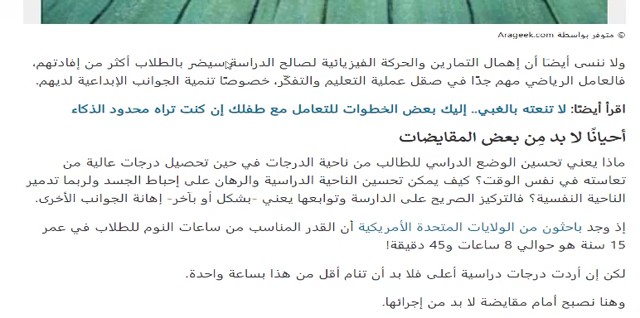 © متوفر بواسطة Arageek.com
ولا ننسى أيضًا أن إهمال التمارين والحركة الفيزيائية لصالح الدراسة سيضر بالطلاب أكثر من إفادتهم،
فالعامل الرياضي مهم جدًا في صقل عملية التعليم والتفكّر، خصوصًا تنمية الجوانب الإبداعية لديهم.
اقرأ أيضًا: لا تنعته بالغبي.. إليك بعض الخطوات للتعامل مع طفلك إن كنت تراه محدود الذكاء
أحيانًا لا بد مِن بعض المقايضات
ماذا يعني تحسين الوضع الدراسي للطالب من ناحية الدرجات في حين تحصيل درجات عالية من
تعاسته في نفس الوقت؟ كيف يمكن تحسين الناحية الدراسية والرهان على إحباط الجسد ولربما تدمير
الناحية النفسية؟ فالتركيز الصريح على الدارسة وتوابعها يعني -بشكل أو بآخر- إهانة الجوانب الأخرى.
إذ وجد باحثون من الولايات المتحدة الأمريكية أن القدر المناسب من ساعات النوم للطلاب في عمر
15 سنة هو حوالي 8 ساعات و45 دقيقة!
لكن إن أردت درجات دراسية أعلى فلا بد أن تنام أقل من هذا بساعة واحدة.
وهنا نصبح أمام مقايضة لا بد من إجرائها.